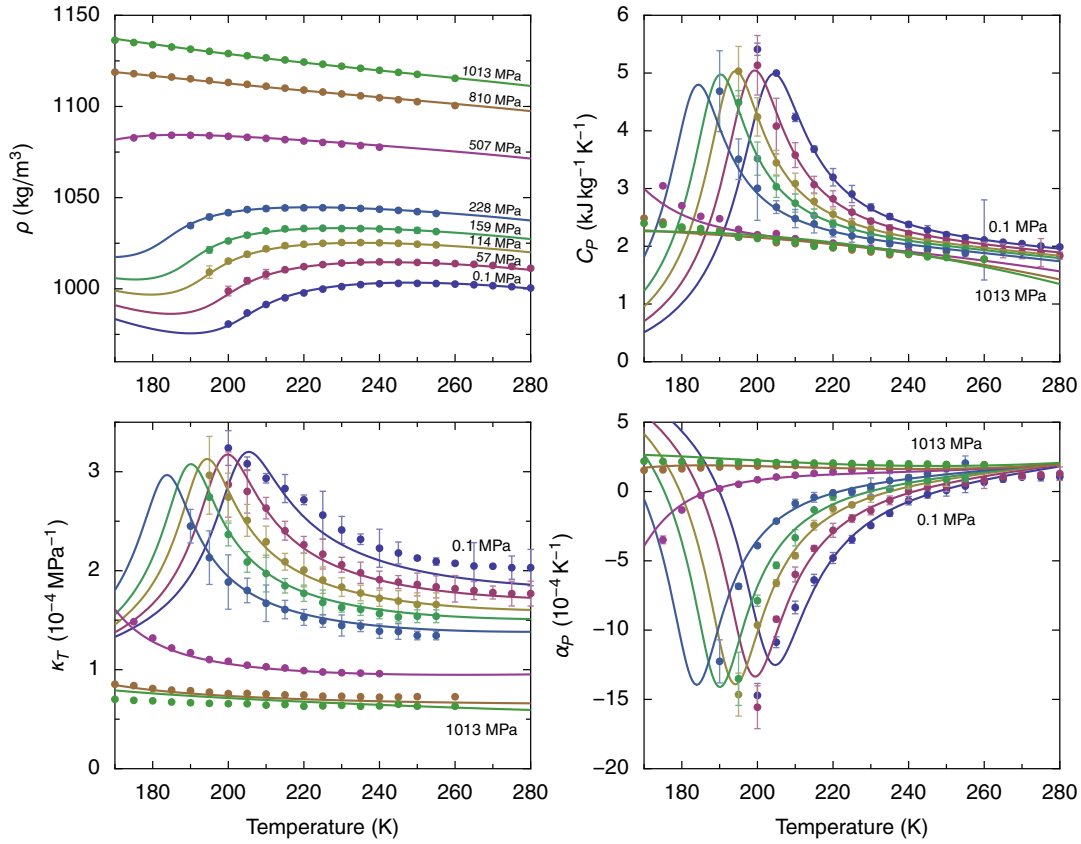 6
1150
5
1013 MPa
1100
810 MPa
4
ρ (kg/m³)
507 MPa
C_P (kJ kg⁻¹ K⁻¹)
3
1050
228 MPa
0.1 MPa
2
159 MPa
114 MPa
57 MPa
1013 MPa
1000
0.1 MPa
1
0
180 200 220 240 260 280
180 200 220 240 260 280
5
1013 MPa
3
0
0.1 MPa
κ_T (10⁻⁴ MPa⁻¹)
2
0.1 MPa
α_P (10⁻⁴ K⁻¹)
−5
−10
1
1013 MPa
−15
0
−20
180 200 220 240 260 280
180 200 220 240 260 280
Temperature (K)
Temperature (K)